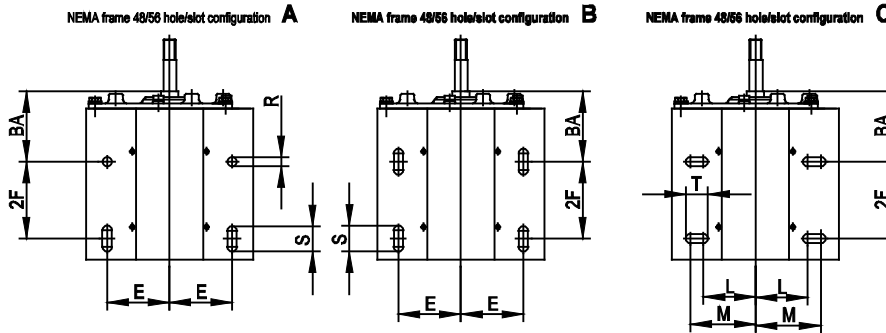 NEMA frame 48/56 hole/slot configuration A
NEMA frame 48/56 hole/slot configuration B
NEMA frame 48/56 hole/slot configuration C
BA
R
2F
S
E E
BA
2F
S
E E
BA
T
2F
L L
M M